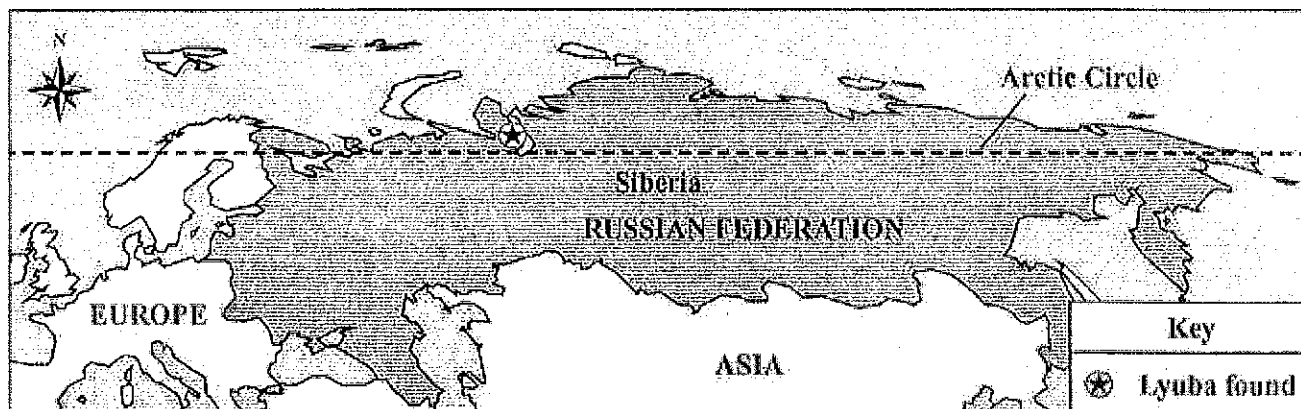 N
Arctic Circle
Siberia
RUSSIAN FEDERATION
EUROPE
ASIA
Key
Lyuba found